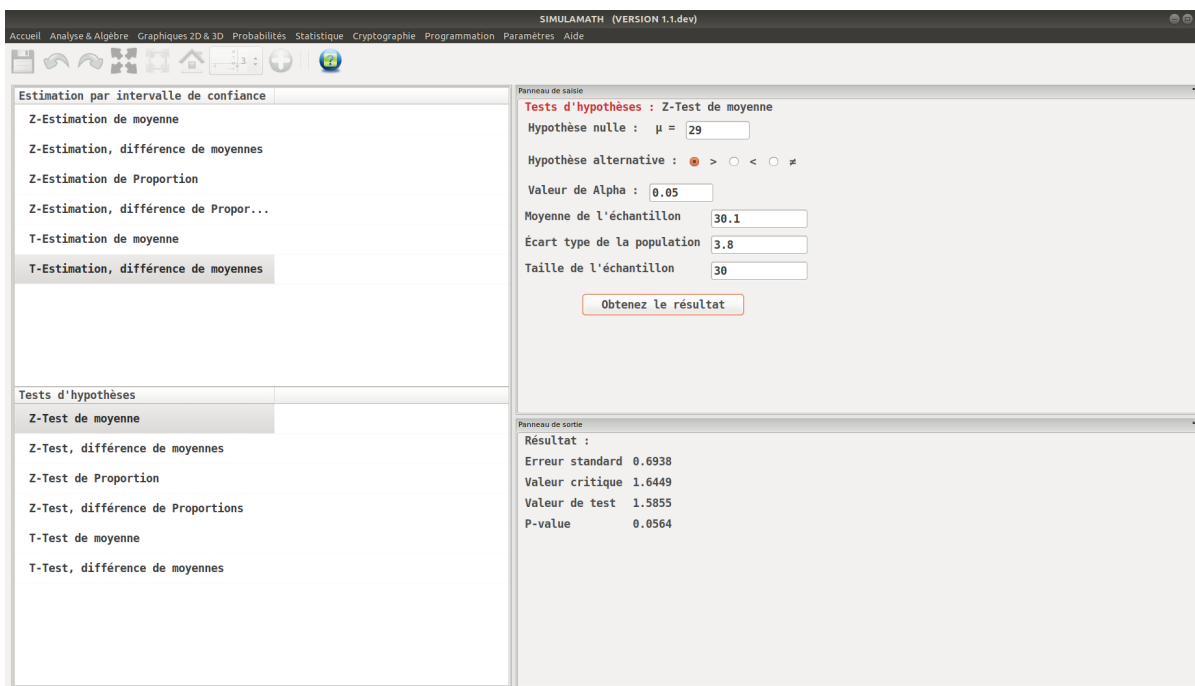 SIMULAMATH (VERSION 1.1.dev)
Accueil Analyse & Algèbre Graphiques 2D & 3D Probabilités Statistique Cryptographie Programmation Paramètres Aide
3
Estimation par intervalle de confiance
Z-Estimation de moyenne
Z-Estimation, différence de moyennes
Z-Estimation de Proportion
Z-Estimation, différence de Propor...
T-Estimation de moyenne
T-Estimation, différence de moyennes
Tests d'hypothèses
Z-Test de moyenne
Z-Test, différence de moyennes
Z-Test de Proportion
Z-Test, différence de Proportions
T-Test de moyenne
T-Test, différence de moyennes
Panneau de saisie
Tests d'hypothèses : Z-Test de moyenne
Hypothèse nulle : μ = 29
Hypothèse alternative : > < ≠
Valeur de Alpha : 0.05
Moyenne de l'échantillon 30.1
Écart type de la population 3.8
Taille de l'échantillon 30
Obtenez le résultat
Panneau de sortie
Résultat :
Erreur standard 0.6938
Valeur critique 1.6449
Valeur de test 1.5855
P-value 0.0564